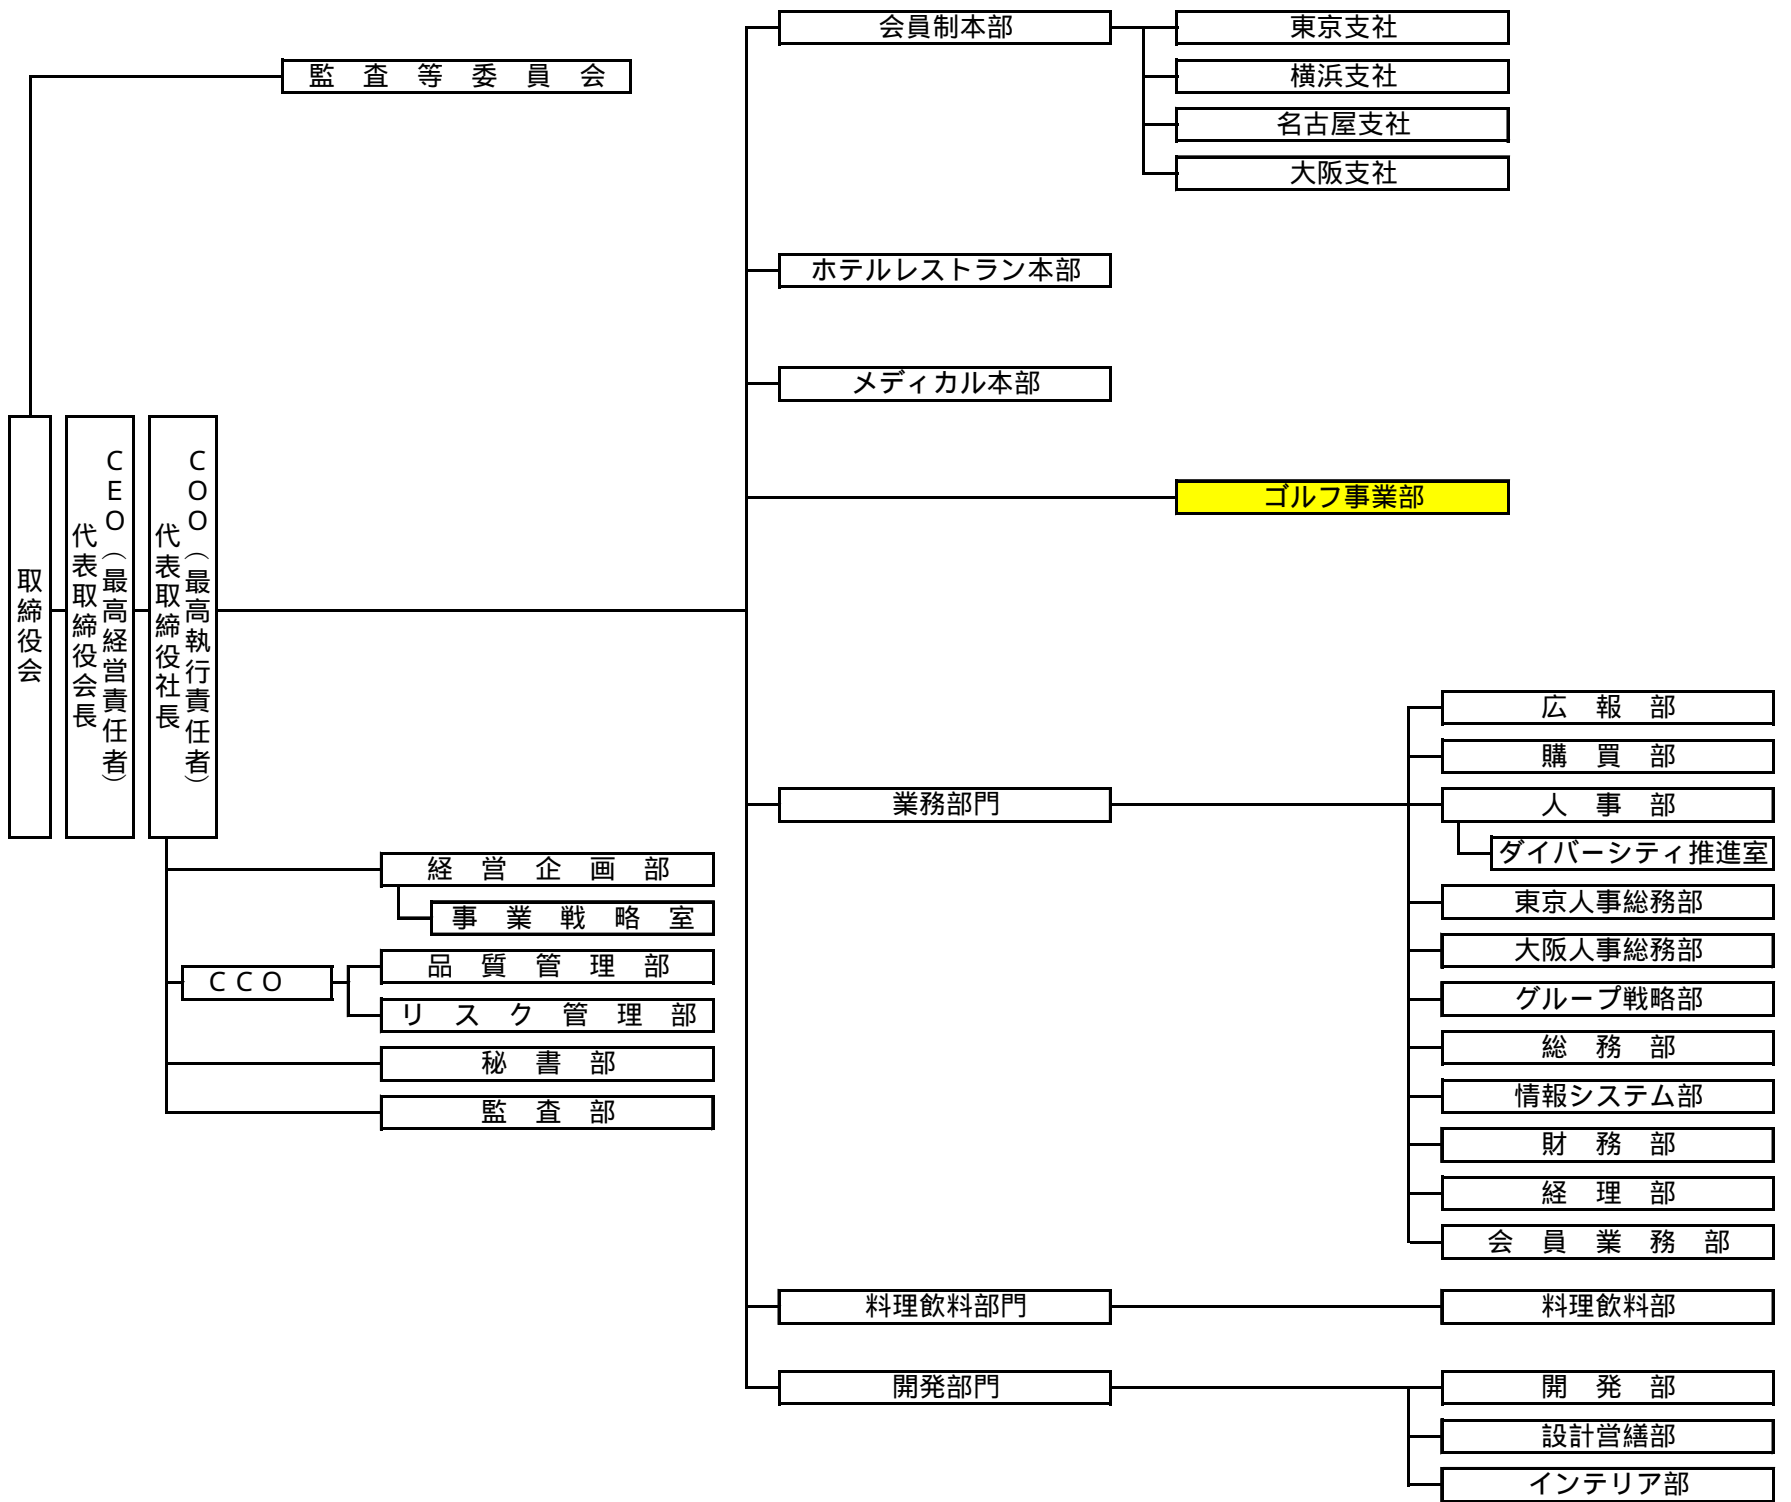 会員制本部
東京支社
監査等委員会
横浜支社
名古屋支社
大阪支社
ホテルレストラン本部
メディカル本部
ゴルフ事業部
取締役会
CEO（最高経営責任者）
代表取締役会長
COO（最高執行責任者）
代表取締役社長
広報部
購買部
業務部門
人事部
ダイバーシティ推進室
経営企画部
事業戦略室
東京人事総務部
品質管理部
大阪人事総務部
CCO
グループ戦略部
リスク管理部
総務部
秘書部
情報システム部
監査部
財務部
経理部
会員業務部
料理飲料部門
料理飲料部
開発部門
開発部
設計営繕部
インテリア部